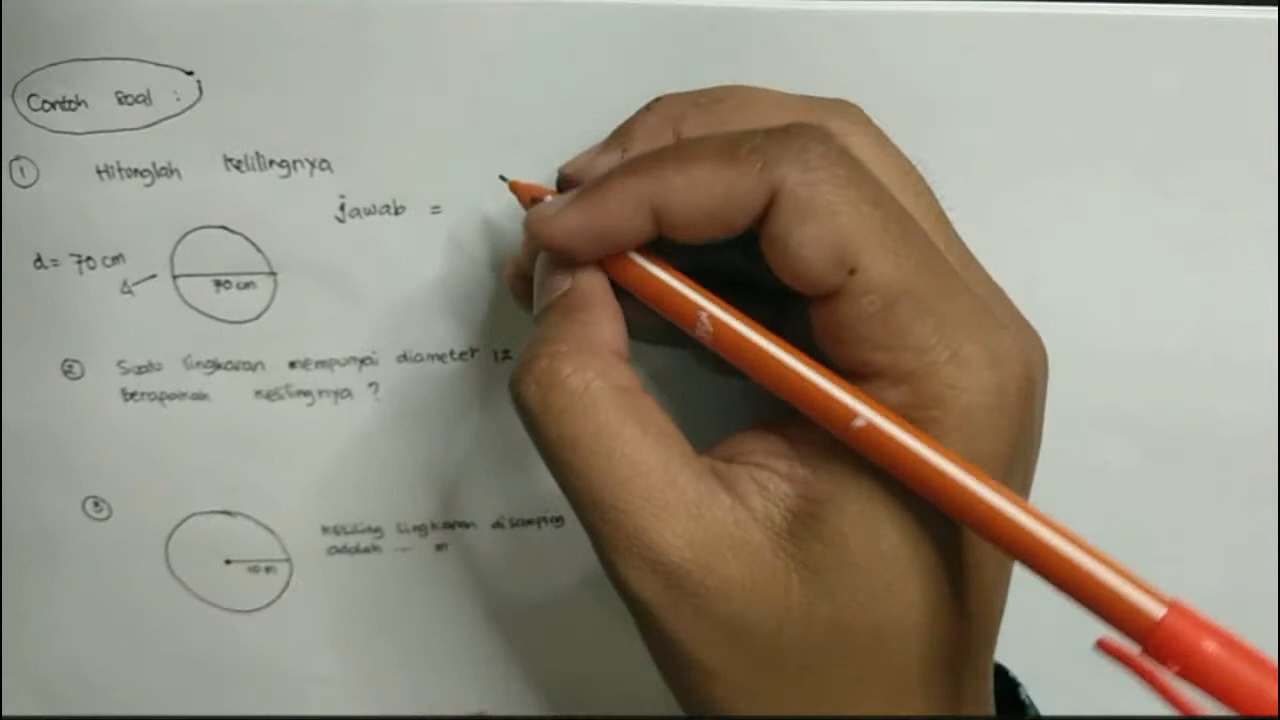 Contoh Soal :
① Hitunglah kelilingnya
jawab =
d = 70 cm
70 cm
② Suatu lingkaran mempunyai diameter 12
berapakah kelilingnya ?
③
keliling lingkaran disamping
adalah ... m